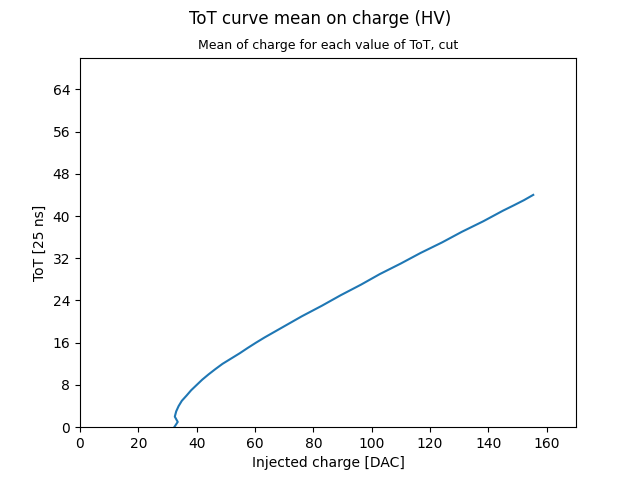 ToT curve mean on charge (HV)
Mean of charge for each value of ToT, cut
64
56
48
40
32
24
16
8
0
ToT [25 ns]
0 20 40 60 80 100 120 140 160
Injected charge [DAC]